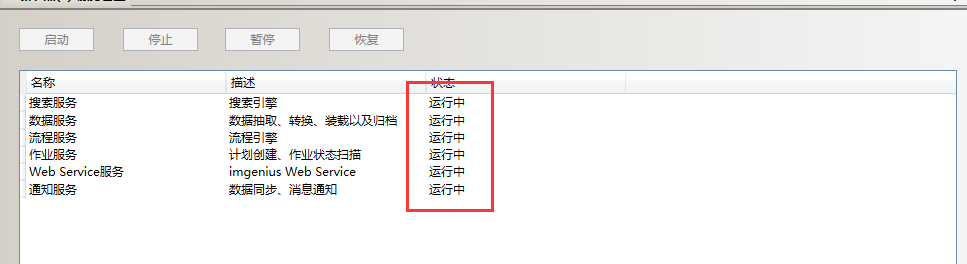 启动 停止 暂停 恢复
名称 描述 状态
搜索服务 搜索引擎 运行中
数据服务 数据抽取、转换、装载以及归档 运行中
流程服务 流程引擎 运行中
作业服务 计划创建、作业状态扫描 运行中
Web Service服务 imgenius Web Service 运行中
通知服务 数据同步、消息通知 运行中